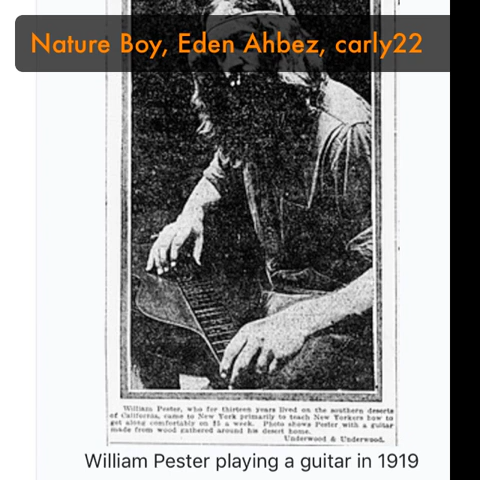 Nature Boy, Eden Ahbez, carly22
William Pester, who for thirteen years lived on the southern deserts
of California, came to New York primarily to teach New Yorkers how to
get along comfortably on $5 a week. Photo shows Pester with a guitar
made from wood gathered around his desert home.
Underwood & Underwood.
William Pester playing a guitar in 1919